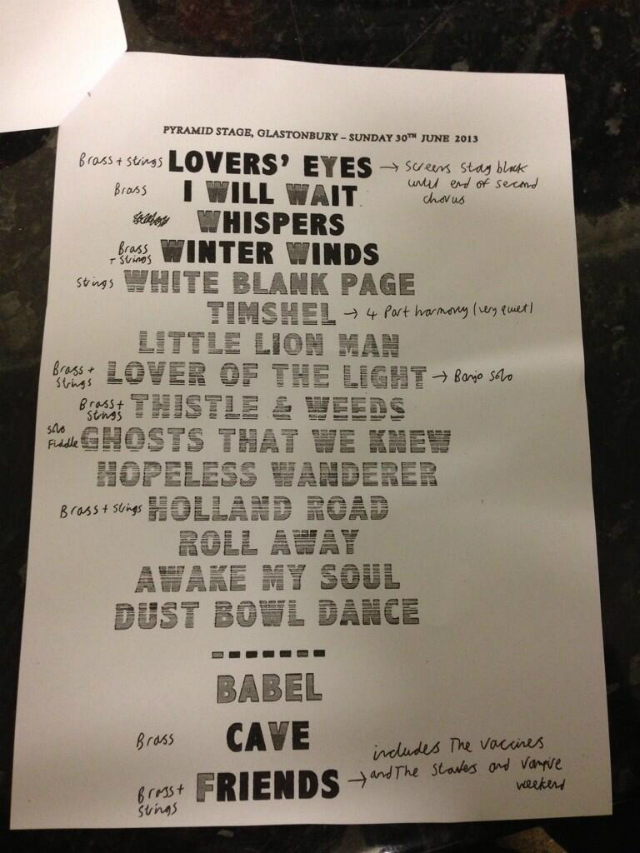 PYRAMID STAGE, GLASTONBURY – SUNDAY 30TH JUNE 2013
Brass + strings LOVERS' EYES → Screens stay black until end of second chorus
Brass I WILL WAIT
WHISPERS
Brass + strings WINTER WINDS
Strings WHITE BLANK PAGE
TIMSHEL → 4 Part harmony (very quiet)
LITTLE LION MAN
Brass + Strings LOVER OF THE LIGHT → Banjo solo
Brass + Strings THISTLE & WEEDS
Solo Fiddle GHOSTS THAT WE KNEW
HOPELESS WANDERER
Brass + Strings HOLLAND ROAD
ROLL AWAY
AWAKE MY SOUL
DUST BOWL DANCE
-------
BABEL
Brass CAVE
Brass + Strings FRIENDS → includes The Vaccines and The Staves and Vampire weekend